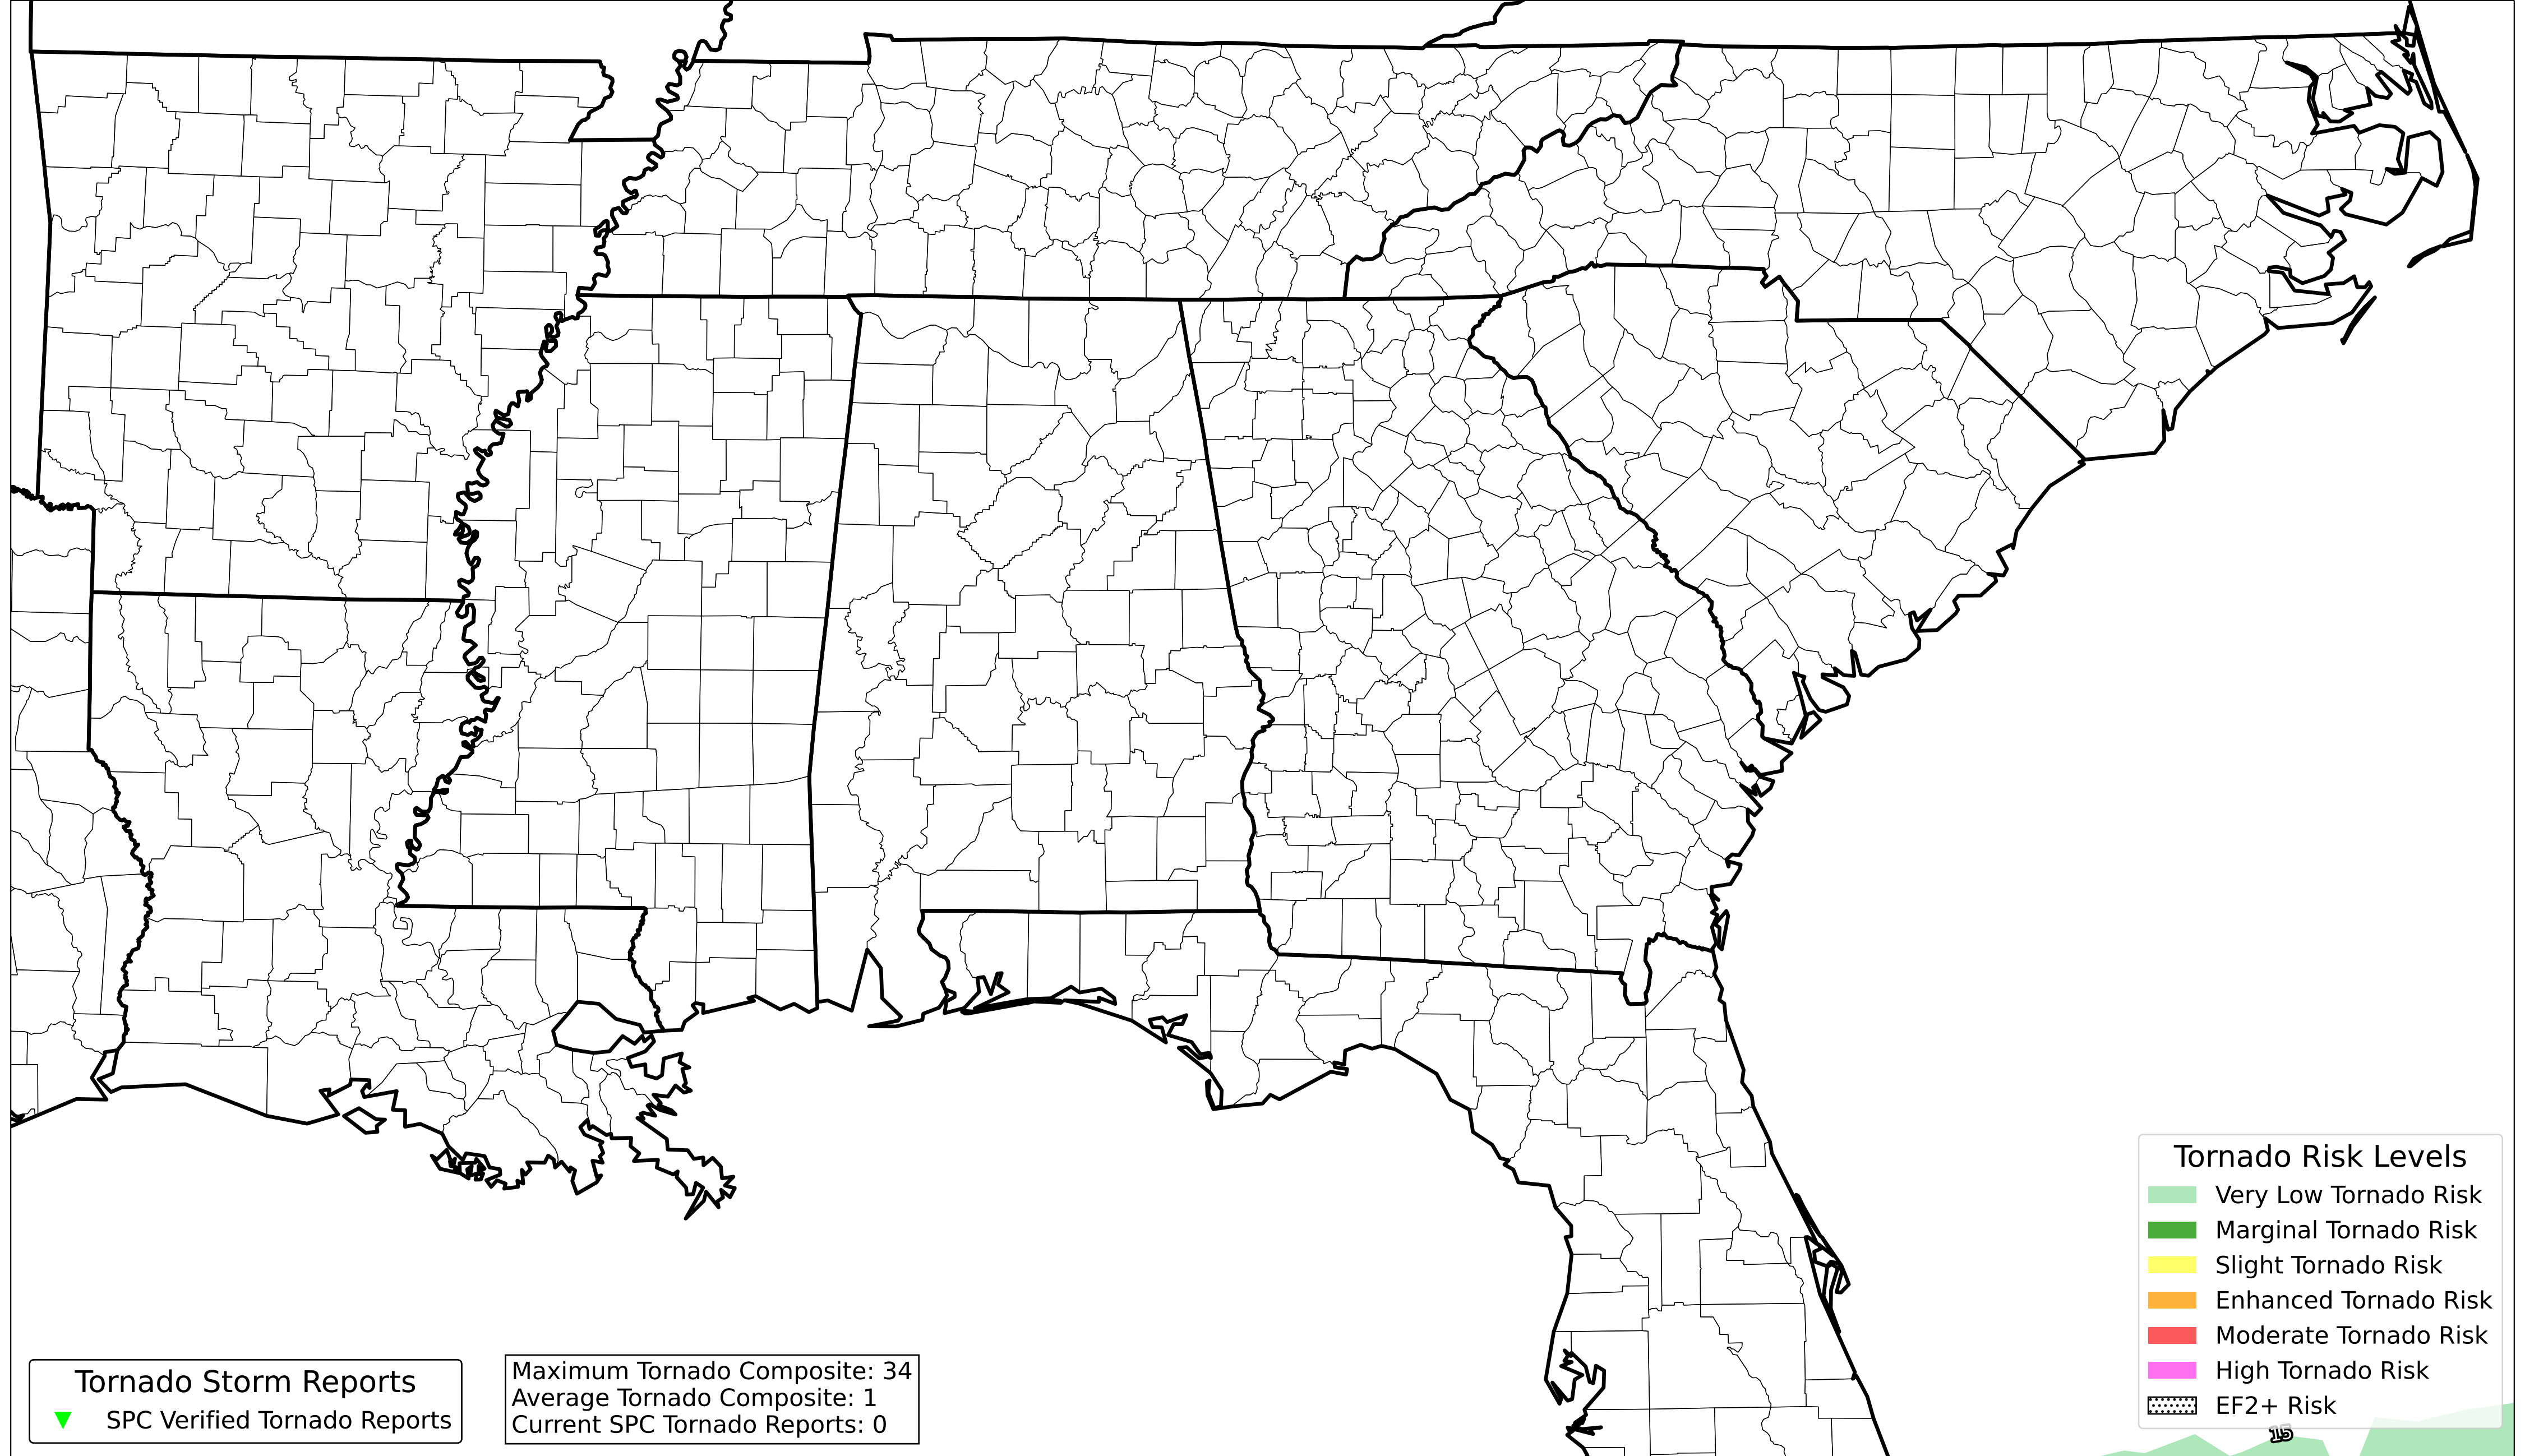 Tornado Risk Levels
Very Low Tornado Risk
Marginal Tornado Risk
Slight Tornado Risk
Enhanced Tornado Risk
Moderate Tornado Risk
High Tornado Risk
EF2+ Risk
Tornado Storm Reports
SPC Verified Tornado Reports
Maximum Tornado Composite: 34
Average Tornado Composite: 1
Current SPC Tornado Reports: 0
15